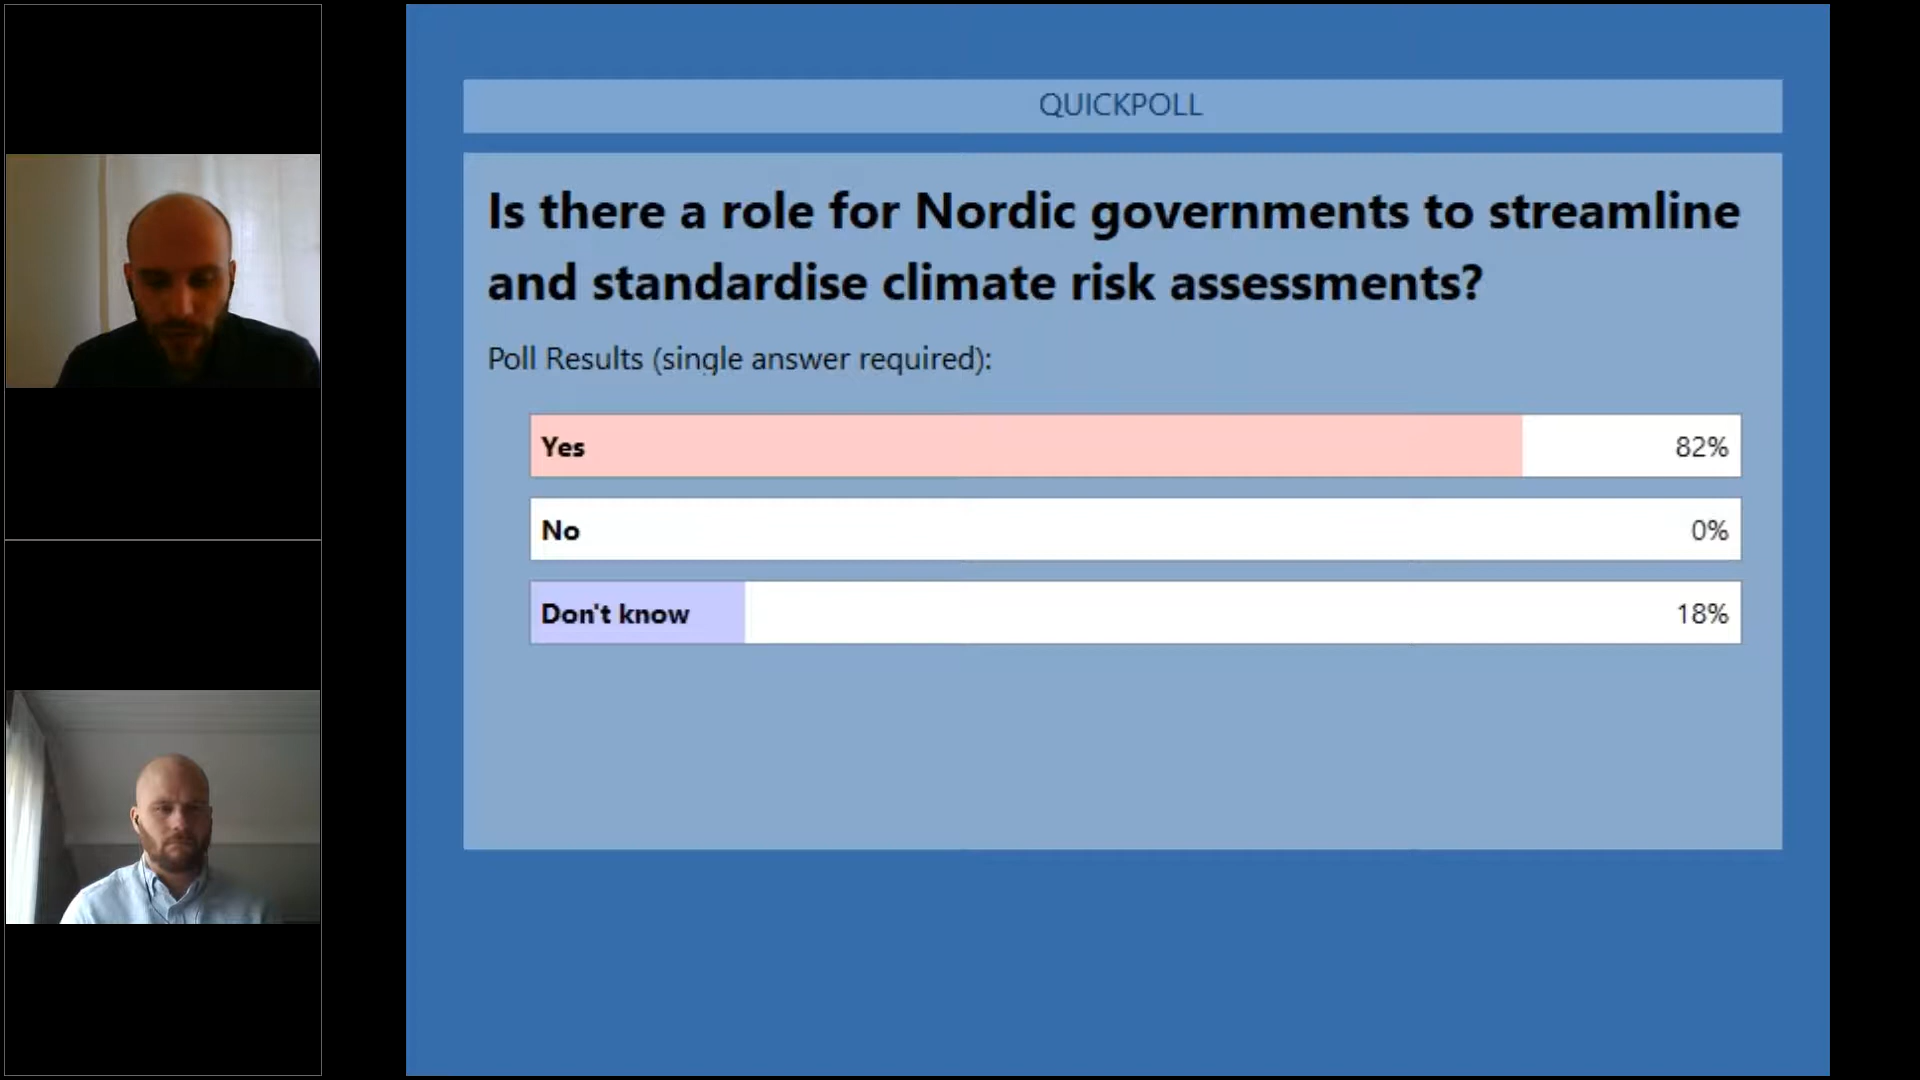 QUICKPOLL
Is there a role for Nordic governments to streamline
and standardise climate risk assessments?
Poll Results (single answer required):
Yes 82%
No 0%
Don't know 18%